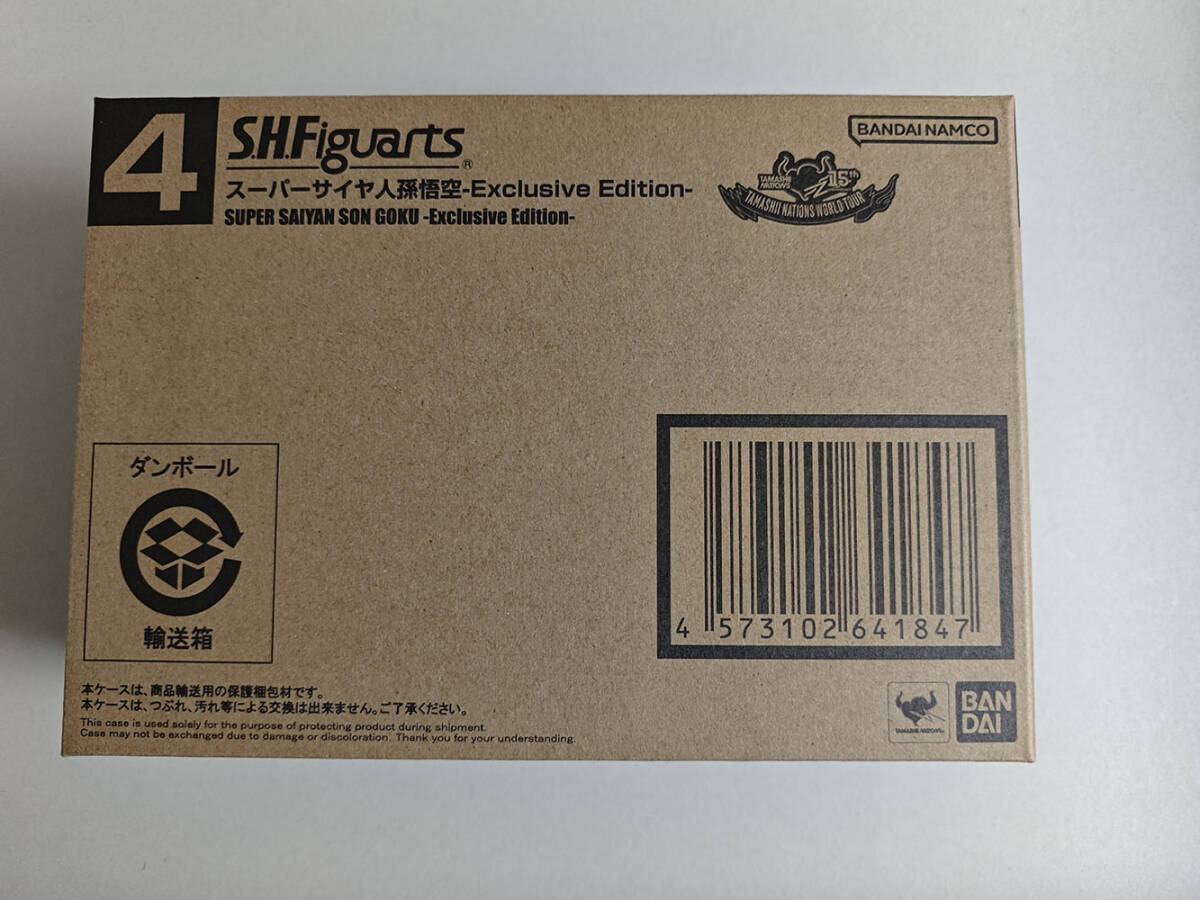 4
S.H.Figuarts®
スーパーサイヤ人孫悟空-Exclusive Edition-
SUPER SAIYAN SON GOKU -Exclusive Edition-
BANDAI NAMCO
TAMASHII NATIONS 15th
TAMASHII NATIONS WORLD TOUR
ダンボール
輸送箱
4 573102 641847
本ケースは、商品輸送用の保護梱包材です。
本ケースは、つぶれ、汚れ等による交換は出来ません。ご了承ください。
This case is used solely for the purpose of protecting product during shipment.
Case may not be exchanged due to damage or discoloration. Thank you for your understanding.
TAMASHII NATIONS
BAN
DAI